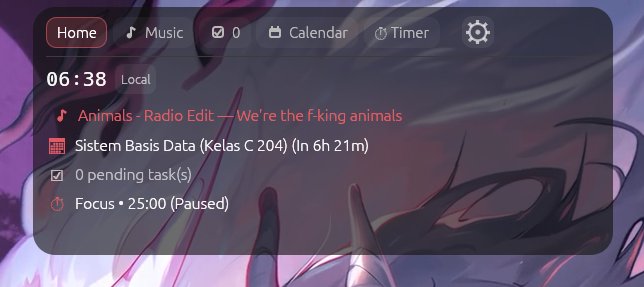 Home Music 0 Calendar Timer
06:38 Local
Animals - Radio Edit — We're the f-king animals
Sistem Basis Data (Kelas C 204) (In 6h 21m)
0 pending task(s)
Focus • 25:00 (Paused)